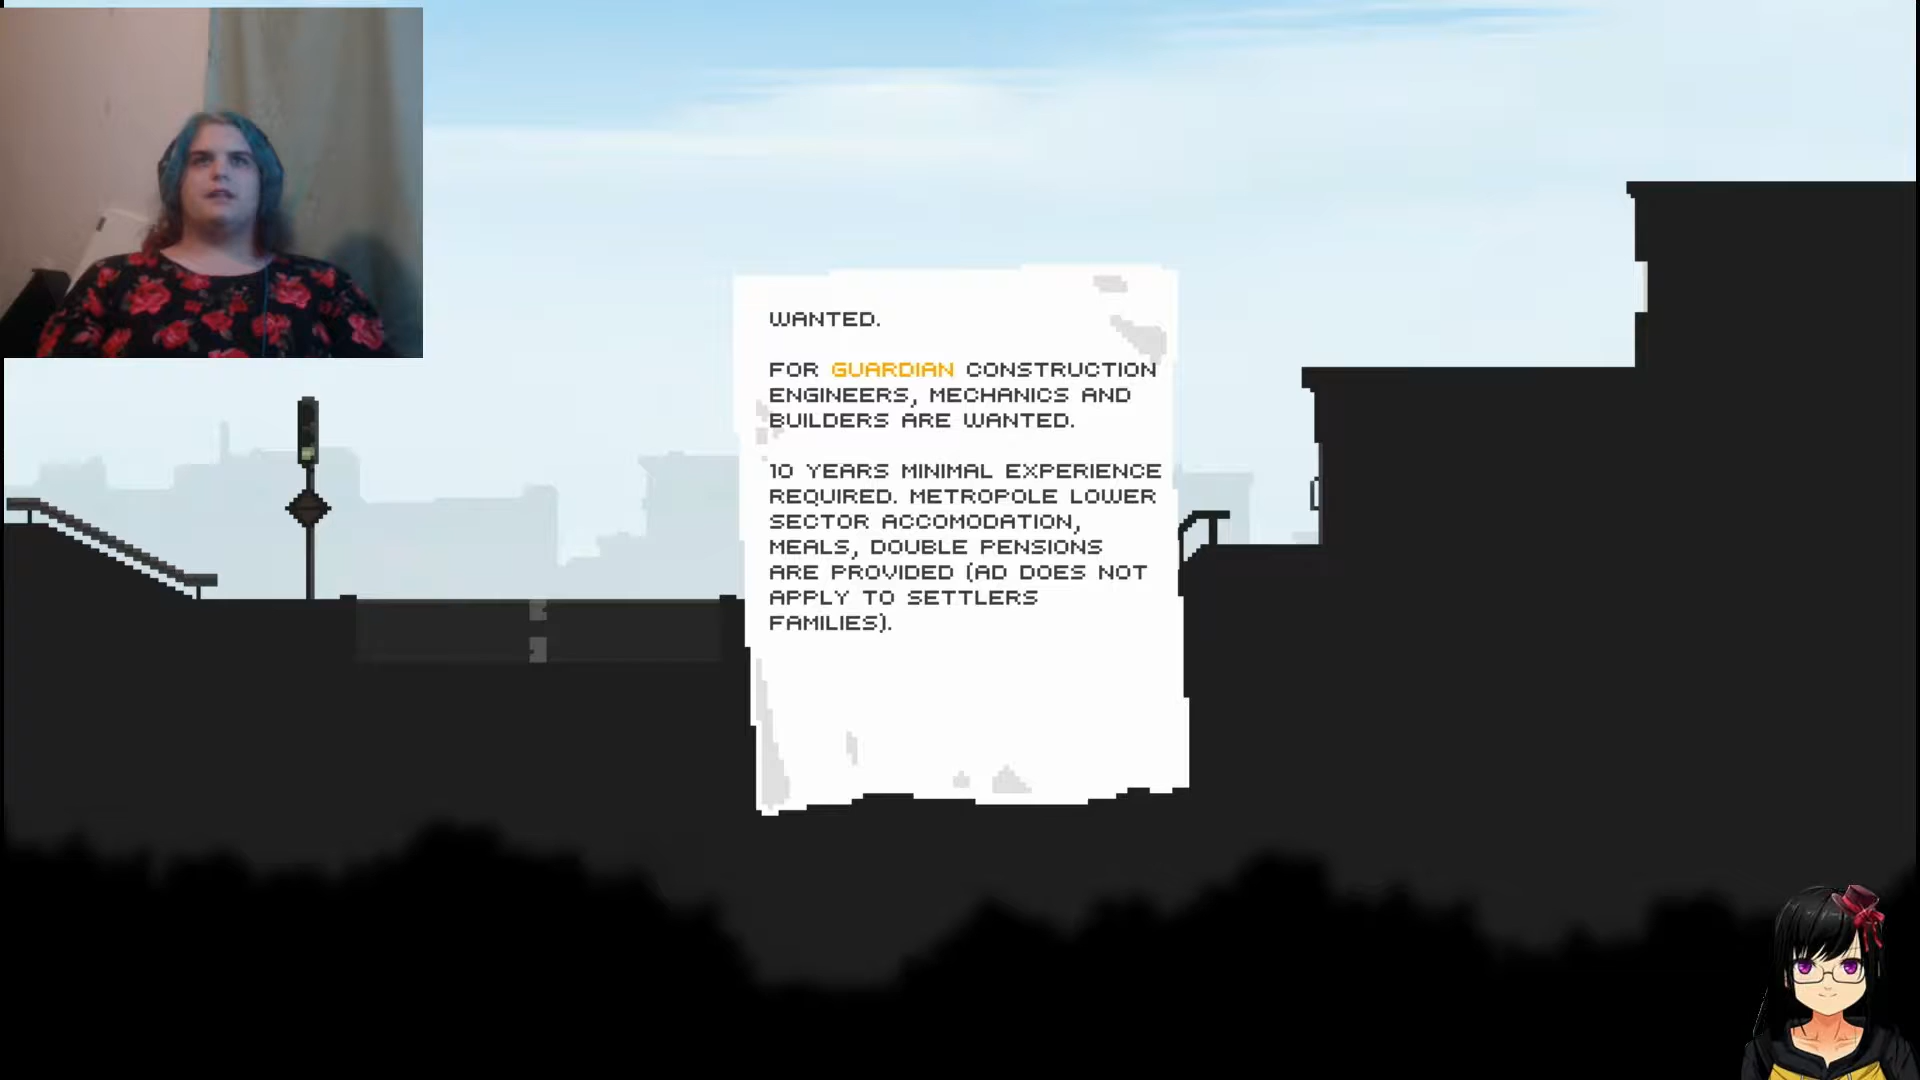 WANTED.
FOR GUARDIAN CONSTRUCTION
ENGINEERS, MECHANICS AND
BUILDERS ARE WANTED.
10 YEARS MINIMAL EXPERIENCE
REQUIRED. METROPOLE LOWER
SECTOR ACCOMODATION,
MEALS, DOUBLE PENSIONS
ARE PROVIDED (AD DOES NOT
APPLY TO SETTLERS
FAMILIES).